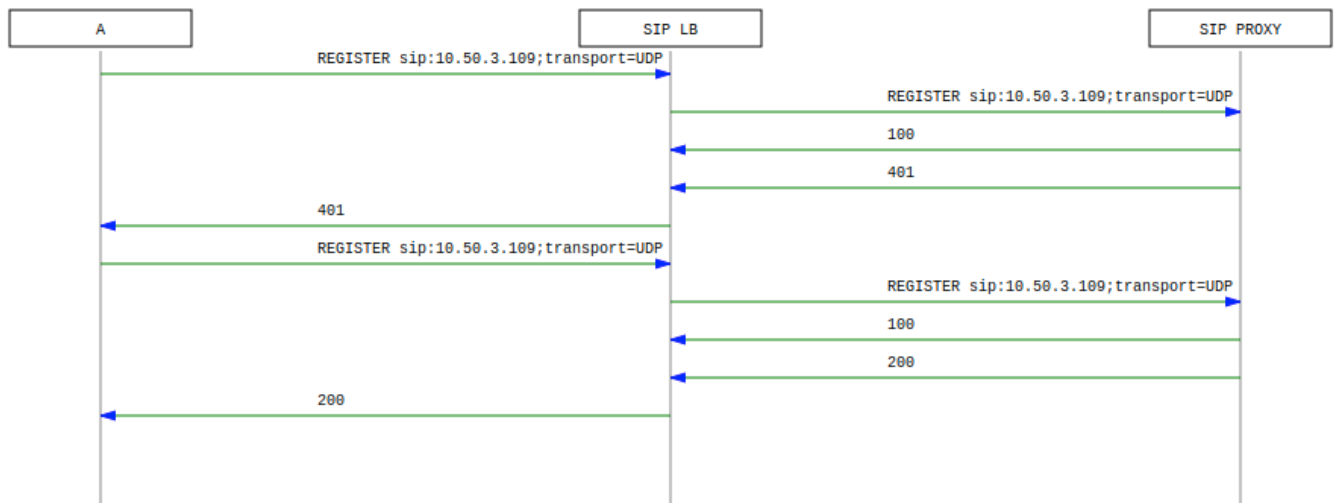 A
SIP LB
SIP PROXY
REGISTER sip:10.50.3.109;transport=UDP
REGISTER sip:10.50.3.109;transport=UDP
100
401
401
REGISTER sip:10.50.3.109;transport=UDP
REGISTER sip:10.50.3.109;transport=UDP
100
200
200